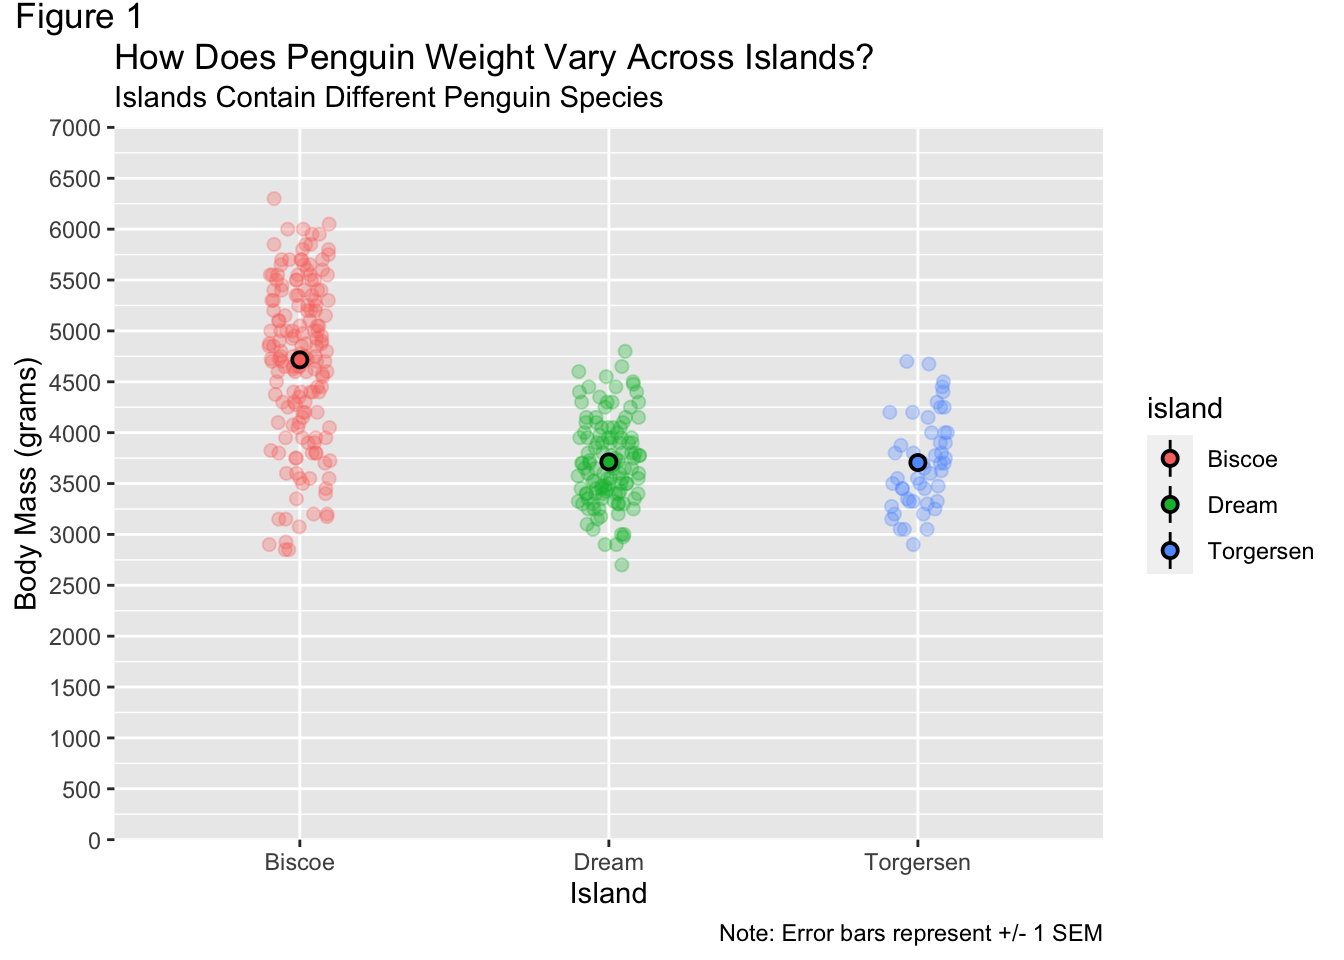 Figure 1
How Does Penguin Weight Vary Across Islands?
Islands Contain Different Penguin Species
7000
6500
6000
5500
5000
4500
4000
3500
3000
2500
2000
1500
1000
500
0
Body Mass (grams)
Biscoe Dream Torgersen
Island
island
Biscoe
Dream
Torgersen
Note: Error bars represent +/- 1 SEM